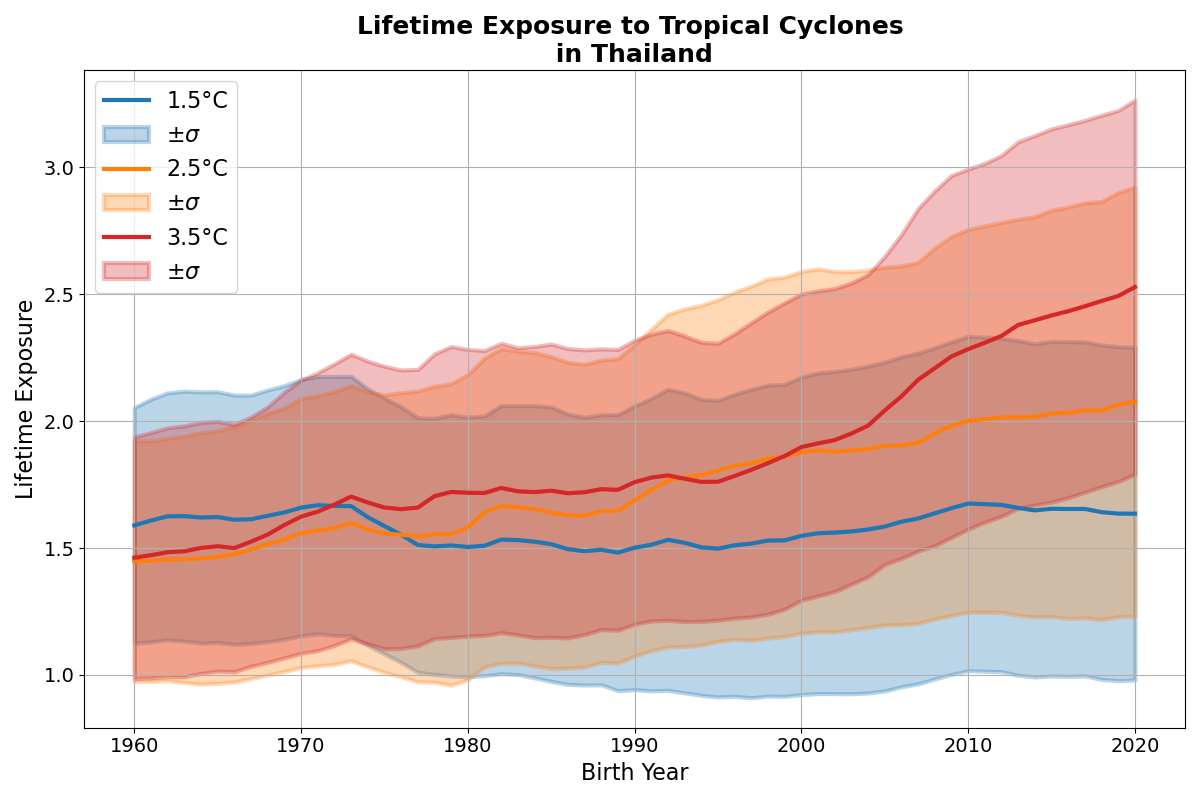 Lifetime Exposure to Tropical Cyclones
in Thailand
1.5°C
±σ
2.5°C
±σ
3.5°C
±σ
Lifetime Exposure
3.0
2.5
2.0
1.5
1.0
1960 1970 1980 1990 2000 2010 2020
Birth Year